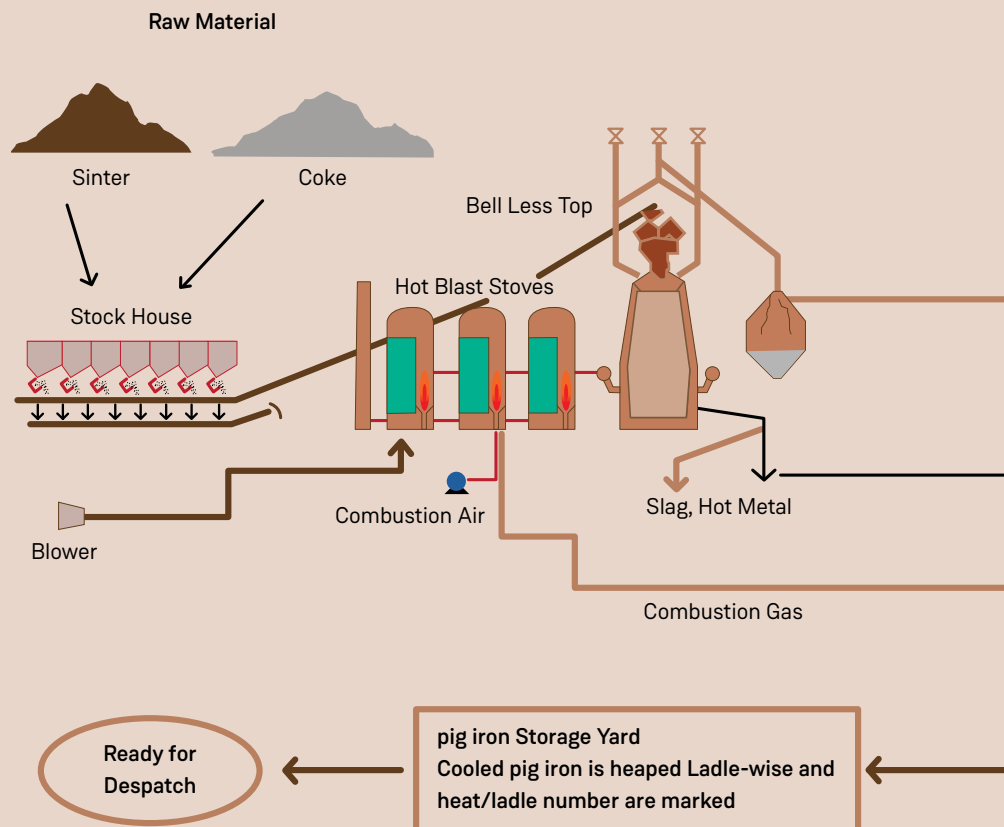 Raw Material
Sinter
Coke
Bell Less Top
Hot Blast Stoves
Stock House
Combustion Air
Slag, Hot Metal
Blower
Combustion Gas
Ready for
Despatch
pig iron Storage Yard
Cooled pig iron is heaped Ladle-wise and
heat/ladle number are marked